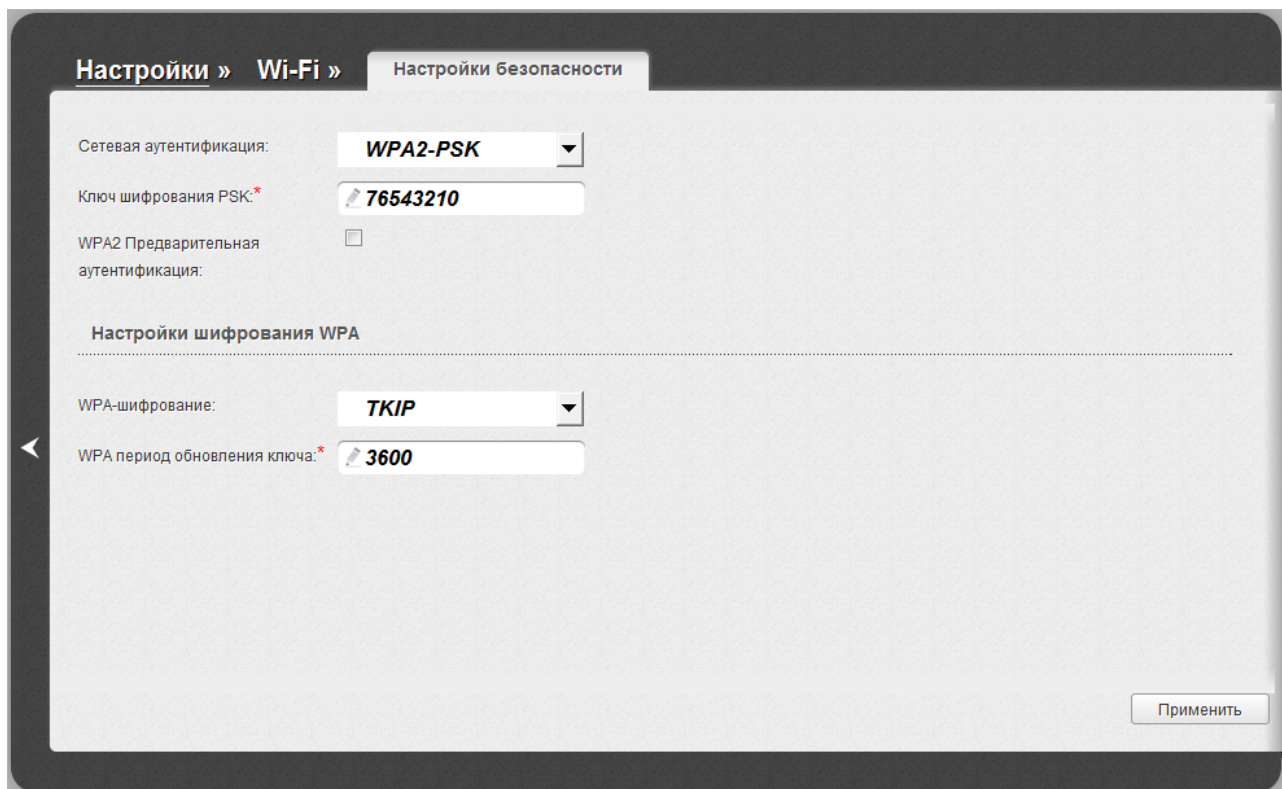 Настройки » Wi-Fi » Настройки безопасности
Сетевая аутентификация: WPA2-PSK
Ключ шифрования PSK:* 76543210
WPA2 Предварительная
аутентификация:
Настройки шифрования WPA
WPA-шифрование: TKIP
WPA период обновления ключа:* 3600
Применить